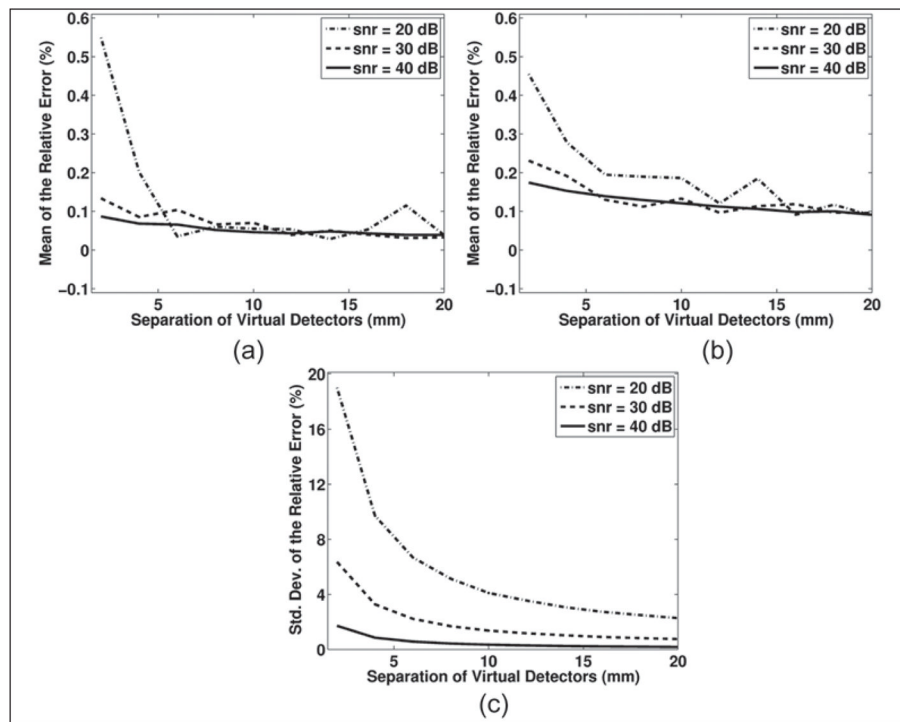 0.6
0.5
0.4
0.3
0.2
0.1
0
−0.1
Mean of the Relative Error (%)
snr = 20 dB
snr = 30 dB
snr = 40 dB
5
10
15
20
Separation of Virtual Detectors (mm)
(a)
0.6
0.5
0.4
0.3
0.2
0.1
0
−0.1
Mean of the Relative Error (%)
snr = 20 dB
snr = 30 dB
snr = 40 dB
5
10
15
20
Separation of Virtual Detectors (mm)
(b)
20
16
12
8
4
0
Std. Dev. of the Relative Error (%)
snr = 20 dB
snr = 30 dB
snr = 40 dB
5
10
15
20
Separation of Virtual Detectors (mm)
(c)